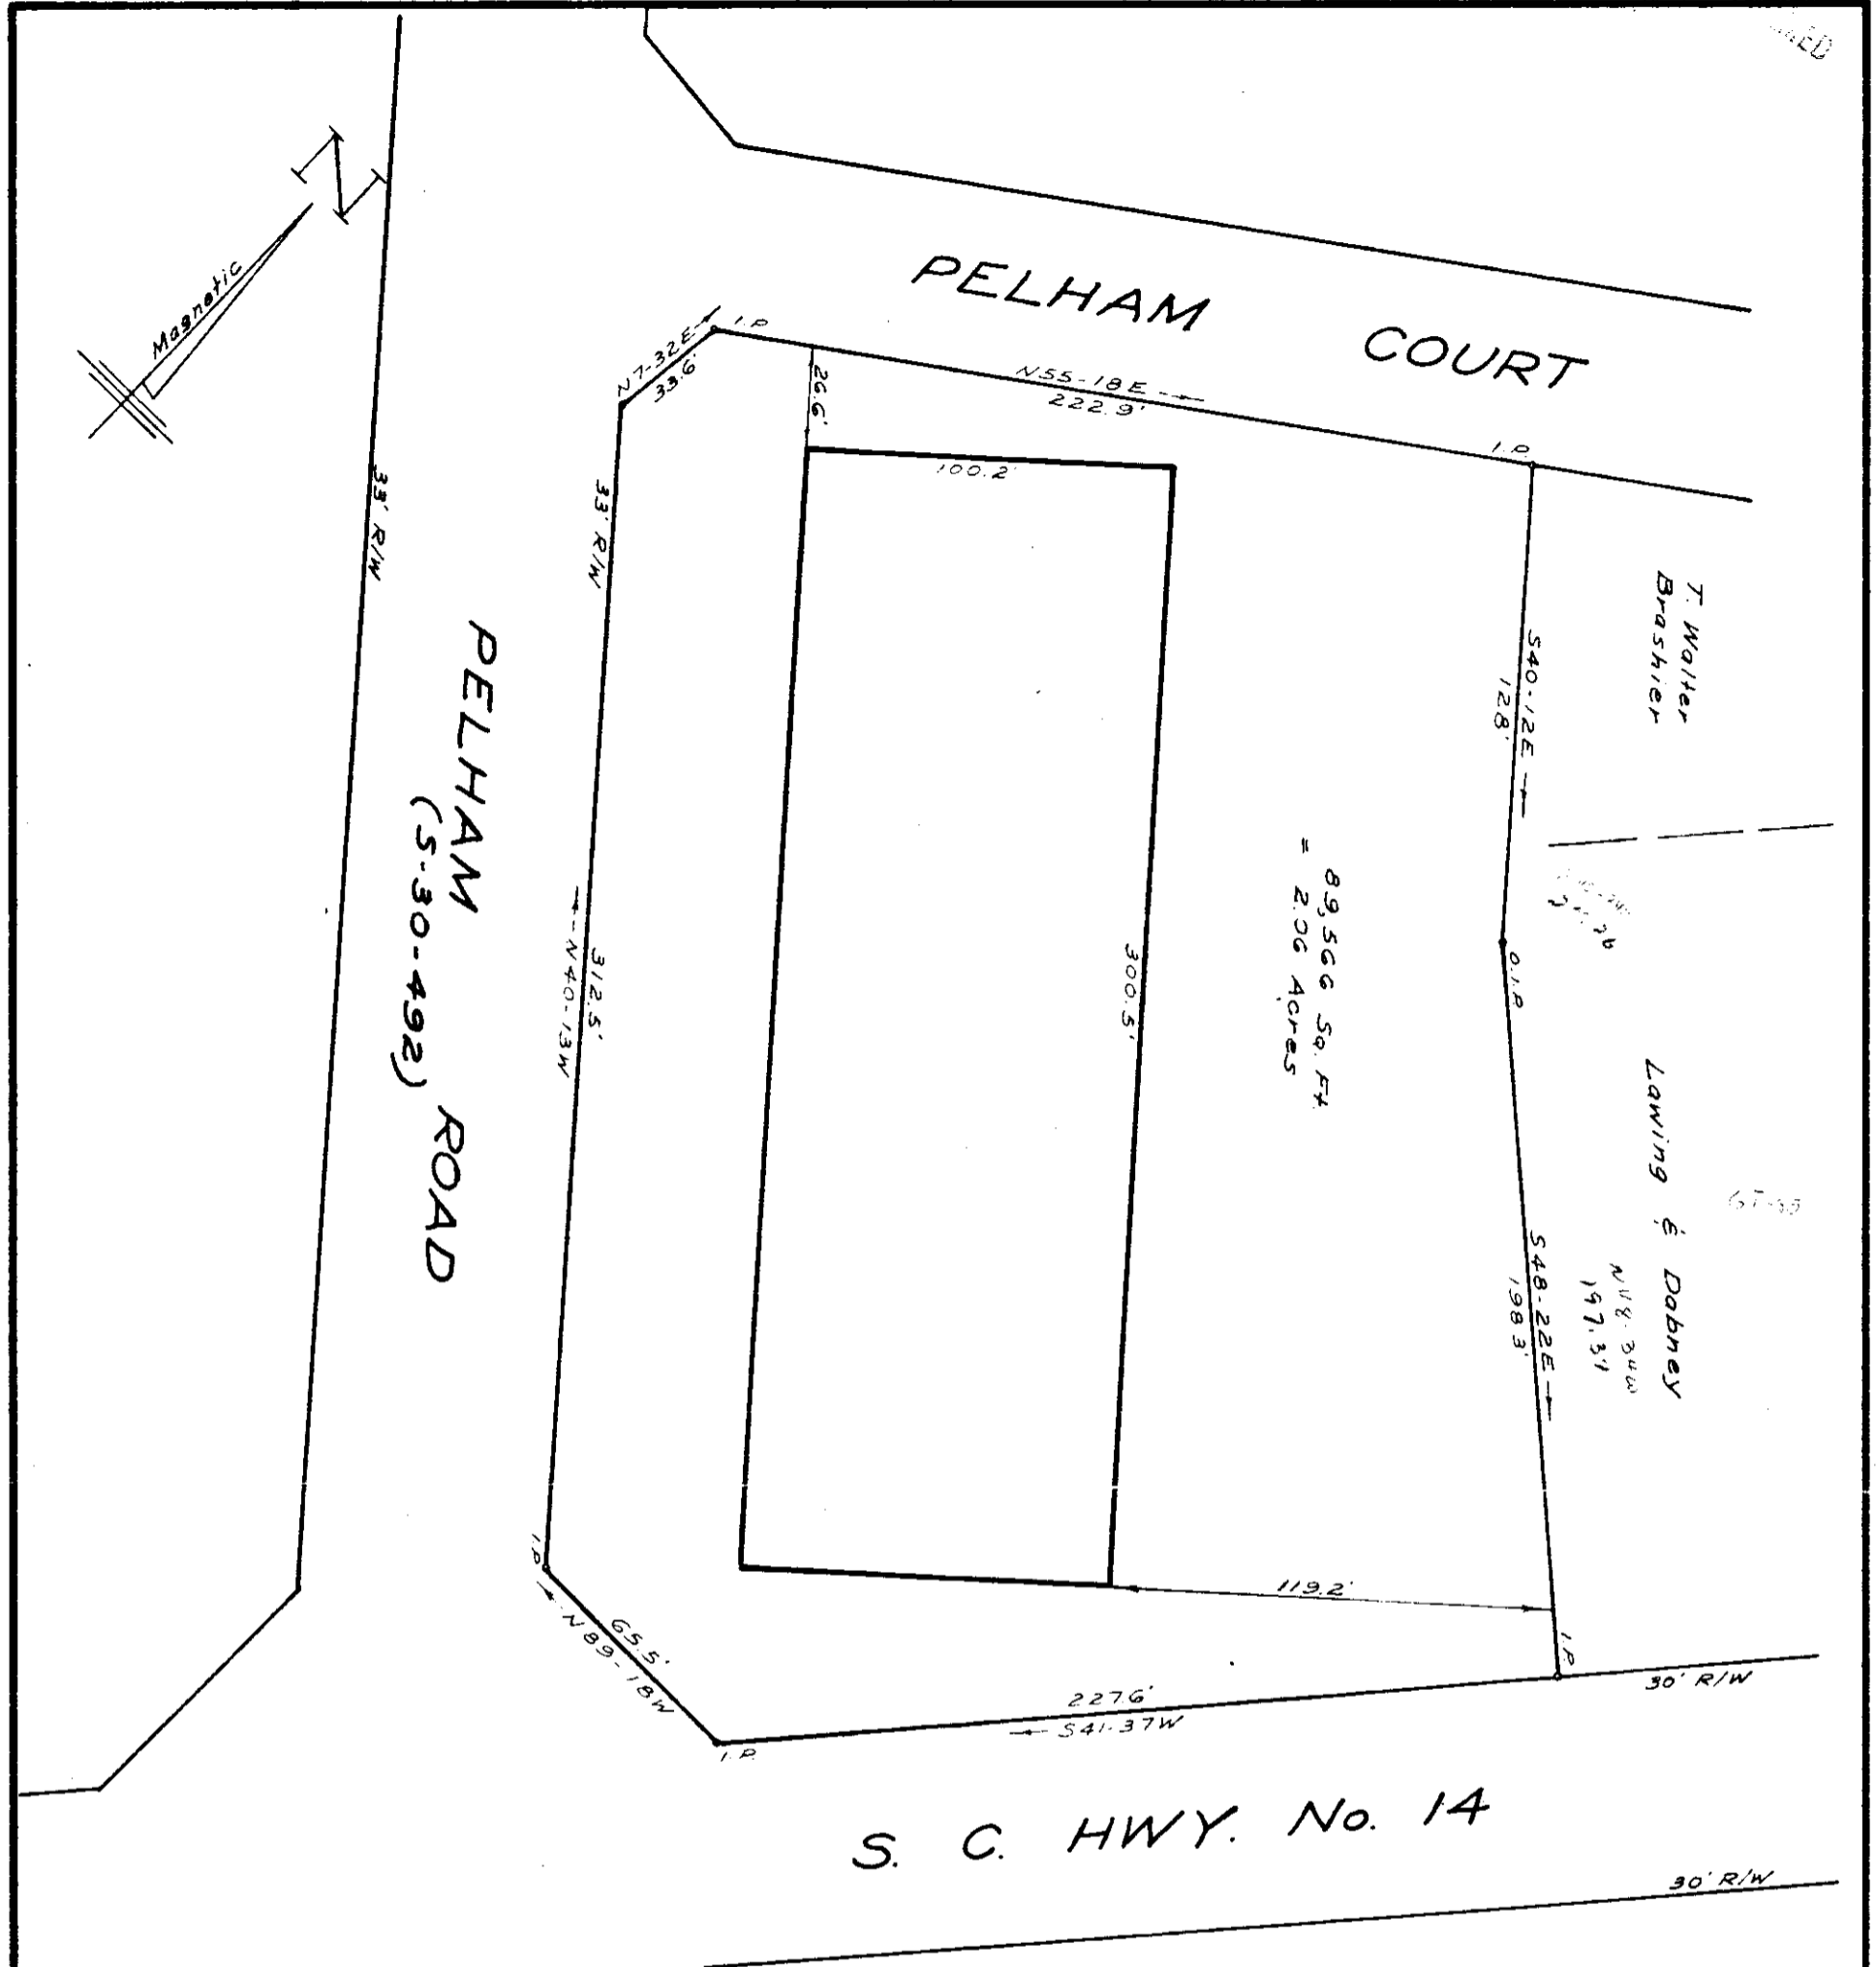 N
Magnetic
PELHAM COURT
I.P.
N7-32E
33.6'
26.6'
N55-18E
222.9'
I.P.
100.2'
33' R/W
33' R/W
T. Walter
Brashier
S40-12E
128'
PELHAM ROAD
(S-30-492)
312.5'
N40-13W
300.5'
89,566 Sq. Ft.
= 2.06 Acres
O.I.P.
Lawing & Dabney
S48-22E
198.3'
197.31
I.P.
65.5'
N89-18W
119.2'
I.P.
I.P.
227.6'
S41-37W
30' R/W
S. C. HWY. No. 14
30' R/W